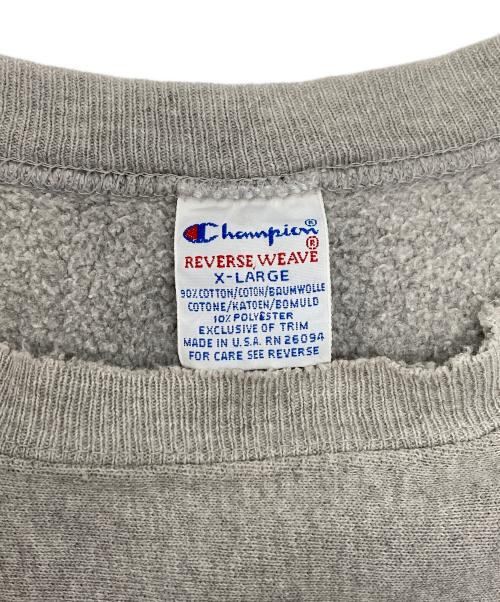 Champion®
REVERSE WEAVE®
X-LARGE
90% COTTON/COTON/BAUMWOLLE
COTONE/KATOEN/BOMULD
10% POLYESTER
EXCLUSIVE OF TRIM
MADE IN U.S.A. RN 26094
FOR CARE SEE REVERSE